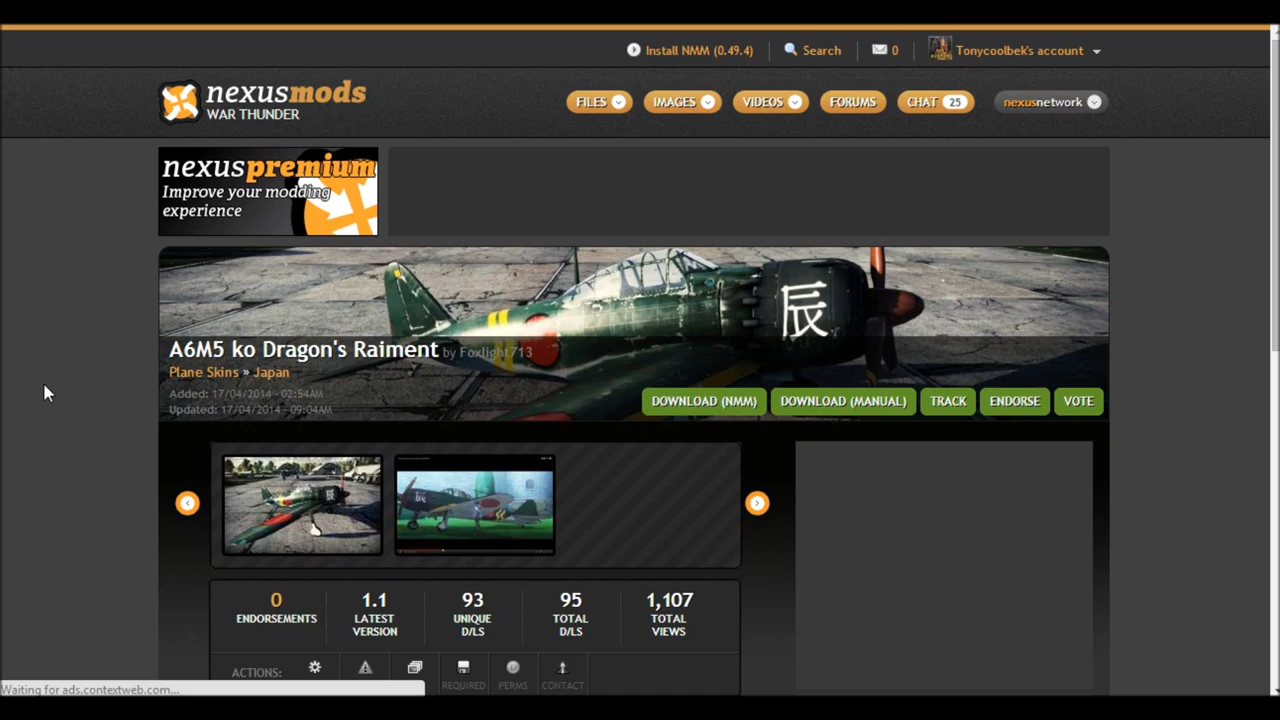 Install NMM (0.49.4)
Search
0
Tonycoolbek's account
nexusmods
WAR THUNDER
FILES
IMAGES
VIDEOS
FORUMS
CHAT 25
nexusnetwork
nexuspremium
Improve your modding
experience
辰
A6M5 ko Dragon's Raiment by Foxlight713
Plane Skins » Japan
Added: 17/04/2014 - 02:54AM
Updated: 17/04/2014 - 09:04AM
DOWNLOAD (NMM)
DOWNLOAD (MANUAL)
TRACK
ENDORSE
VOTE
0
ENDORSEMENTS
1.1
LATEST
VERSION
93
UNIQUE
D/LS
95
TOTAL
D/LS
1,107
TOTAL
VIEWS
ACTIONS:
REQUIRED
PERMS
CONTACT
Waiting for ads.contextweb.com...